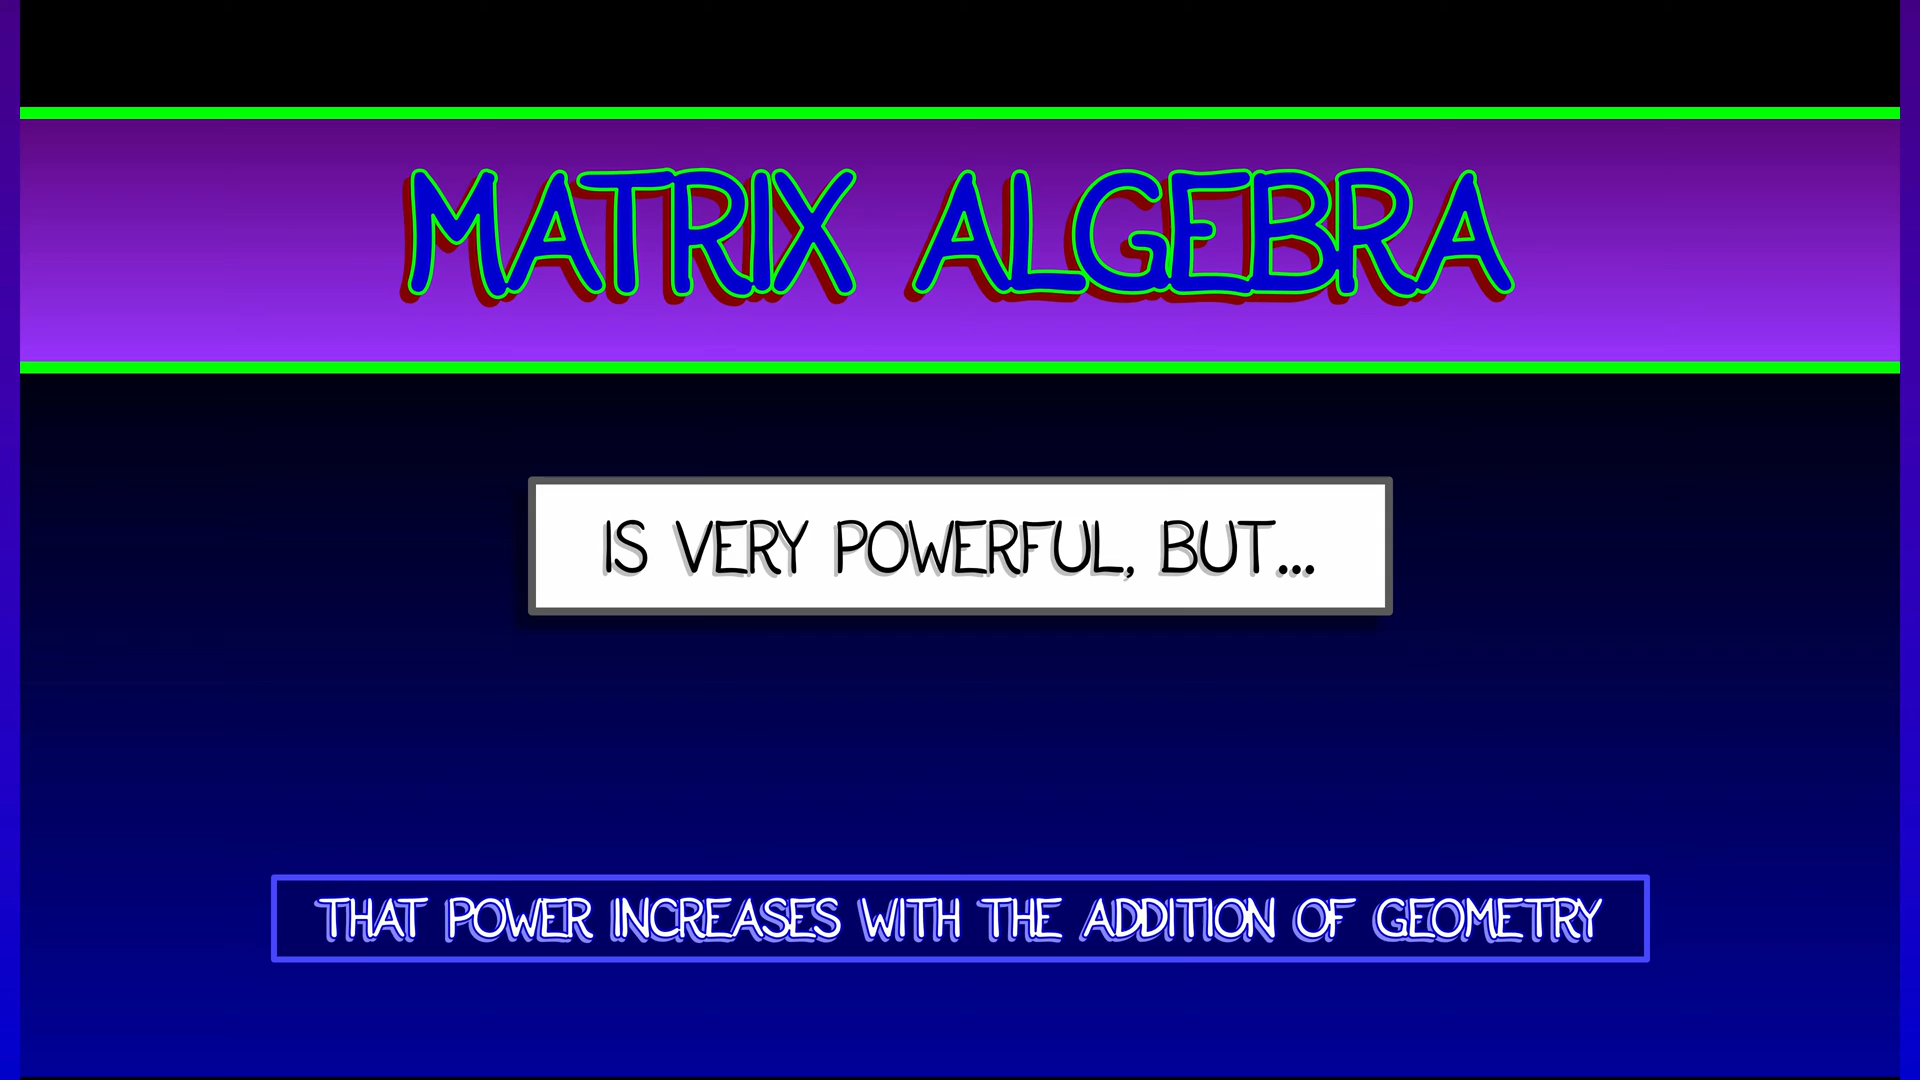 MATRIX ALGEBRA
IS VERY POWERFUL, BUT...
THAT POWER INCREASES WITH THE ADDITION OF GEOMETRY